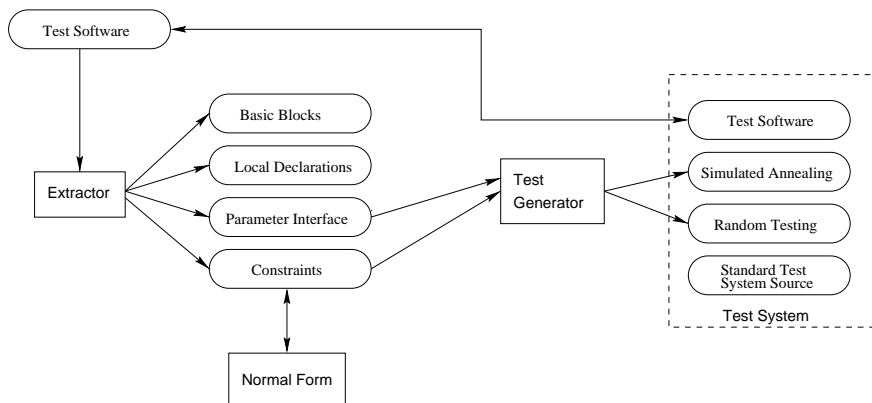 Test Software
Basic Blocks
Local Declarations
Extractor
Parameter Interface
Constraints
Normal Form
Test
Generator
Test Software
Simulated Annealing
Random Testing
Standard Test
System Source
Test System